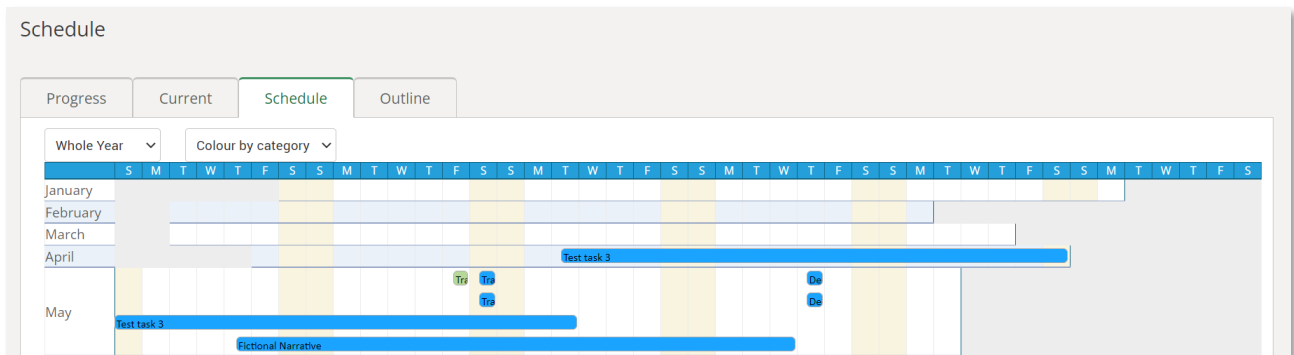 Schedule
Progress Current Schedule Outline
Whole Year Colour by category
S M T W T F S S M T W T F S S M T W T F S S M T W T F S S M T W T F S S M T W T F S
January
February
March
April Test task 3
Tra Tra De
May Tra De
Test task 3
Fictional Narrative